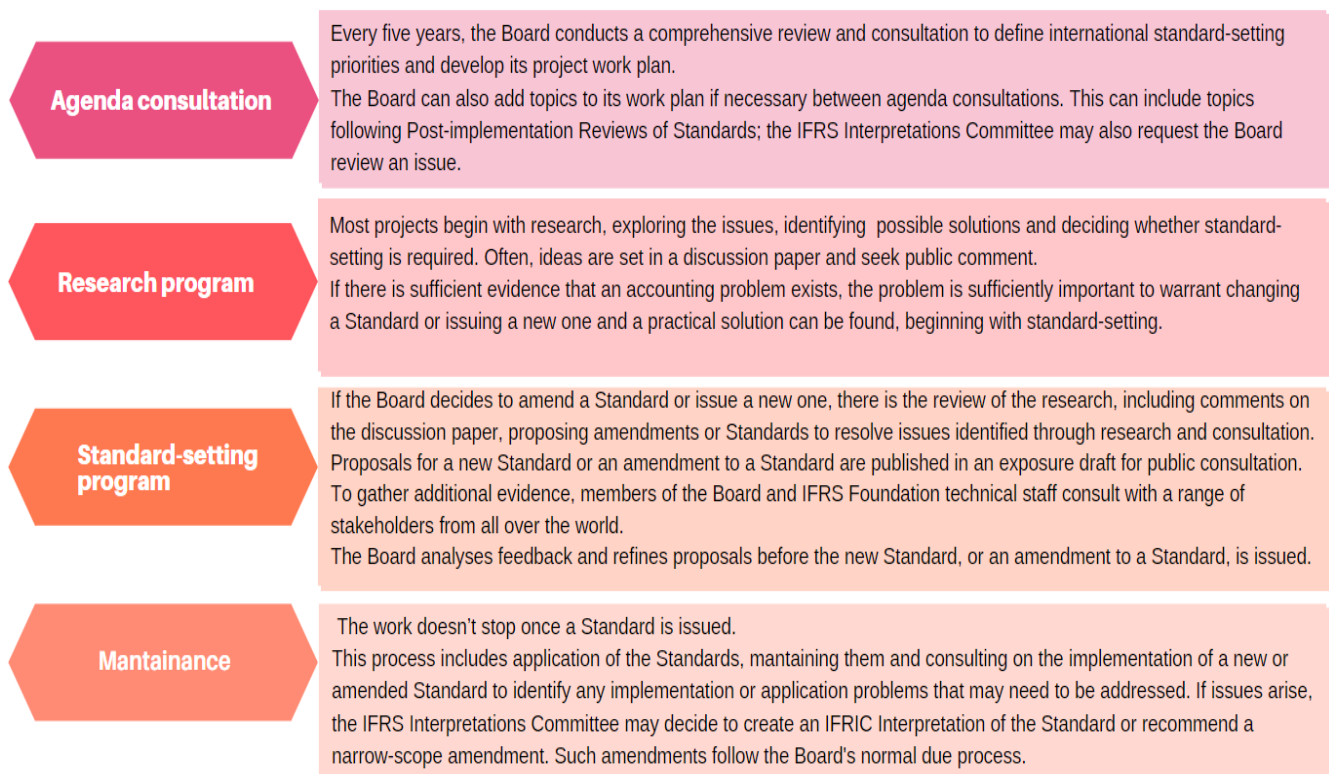 Agenda consultation
Every five years, the Board conducts a comprehensive review and consultation to define international standard-setting
priorities and develop its project work plan.
The Board can also add topics to its work plan if necessary between agenda consultations. This can include topics
following Post-implementation Reviews of Standards; the IFRS Interpretations Committee may also request the Board
review an issue.
Research program
Most projects begin with research, exploring the issues, identifying  possible solutions and deciding whether standard-
setting is required. Often, ideas are set in a discussion paper and seek public comment.
If there is sufficient evidence that an accounting problem exists, the problem is sufficiently important to warrant changing
a Standard or issuing a new one and a practical solution can be found, beginning with standard-setting.
Standard-setting
program
If the Board decides to amend a Standard or issue a new one, there is the review of the research, including comments on
the discussion paper, proposing amendments or Standards to resolve issues identified through research and consultation.
Proposals for a new Standard or an amendment to a Standard are published in an exposure draft for public consultation.
To gather additional evidence, members of the Board and IFRS Foundation technical staff consult with a range of
stakeholders from all over the world.
The Board analyses feedback and refines proposals before the new Standard, or an amendment to a Standard, is issued.
Mantainance
The work doesn’t stop once a Standard is issued.
This process includes application of the Standards, mantaining them and consulting on the implementation of a new or
amended Standard to identify any implementation or application problems that may need to be addressed. If issues arise,
the IFRS Interpretations Committee may decide to create an IFRIC Interpretation of the Standard or recommend a
narrow-scope amendment. Such amendments follow the Board's normal due process.